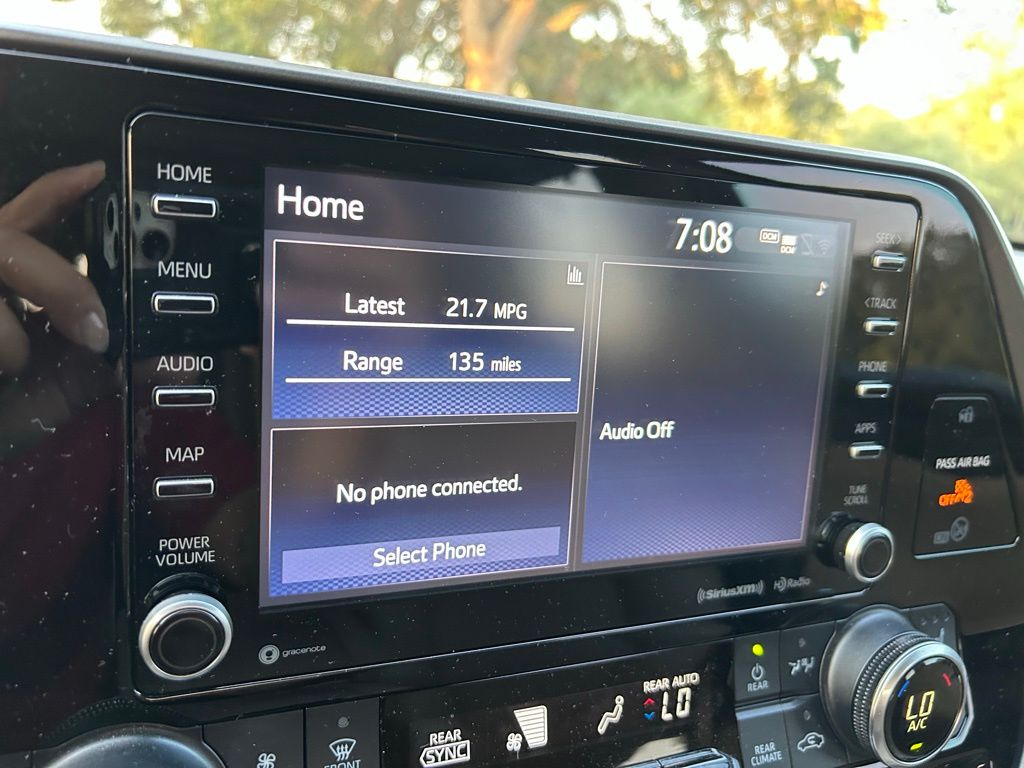 HOME
MENU
AUDIO
MAP
POWER
VOLUME
Home
7:08
DCM
DCM
Latest 21.7 MPG
Range 135 miles
No phone connected.
Select Phone
Audio Off
SEEK>
<TRACK
PHONE
APPS
TUNE
SCROLL
PASS AIR BAG
OFF
gracenote
((SiriusXM))
HD Radio
REAR
SYNC
REAR AUTO
LO
REAR
REAR
CLIMATE
LO
A/C
FRONT